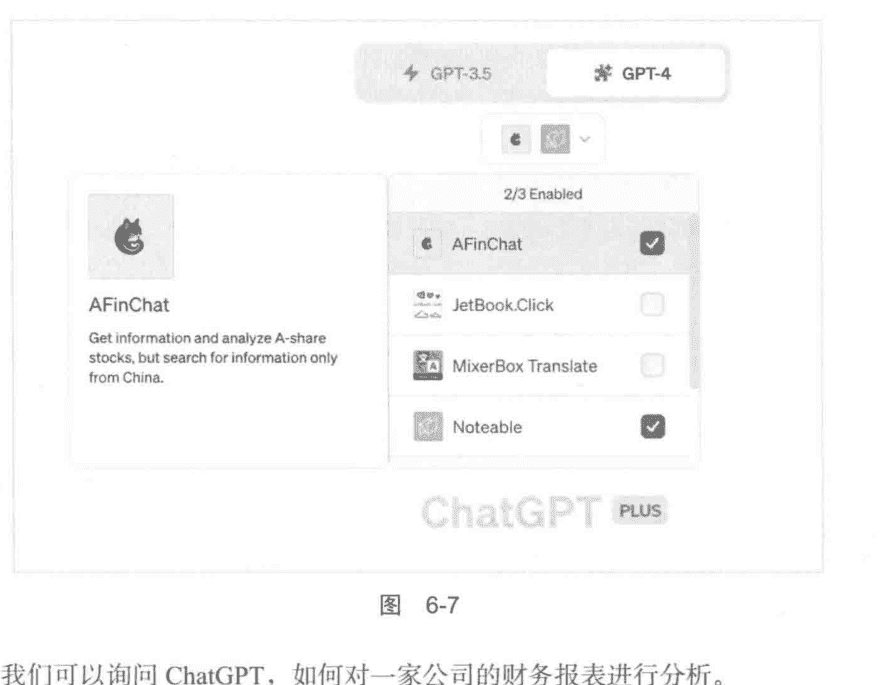 GPT-3.5
GPT-4
2/3 Enabled
AFinChat
JetBook.Click
MixerBox Translate
Noteable
AFinChat
Get information and analyze A-share
stocks, but search for information only
from China.
ChatGPT PLUS
图 6-7
我们可以询问 ChatGPT，如何对一家公司的财务报表进行分析。